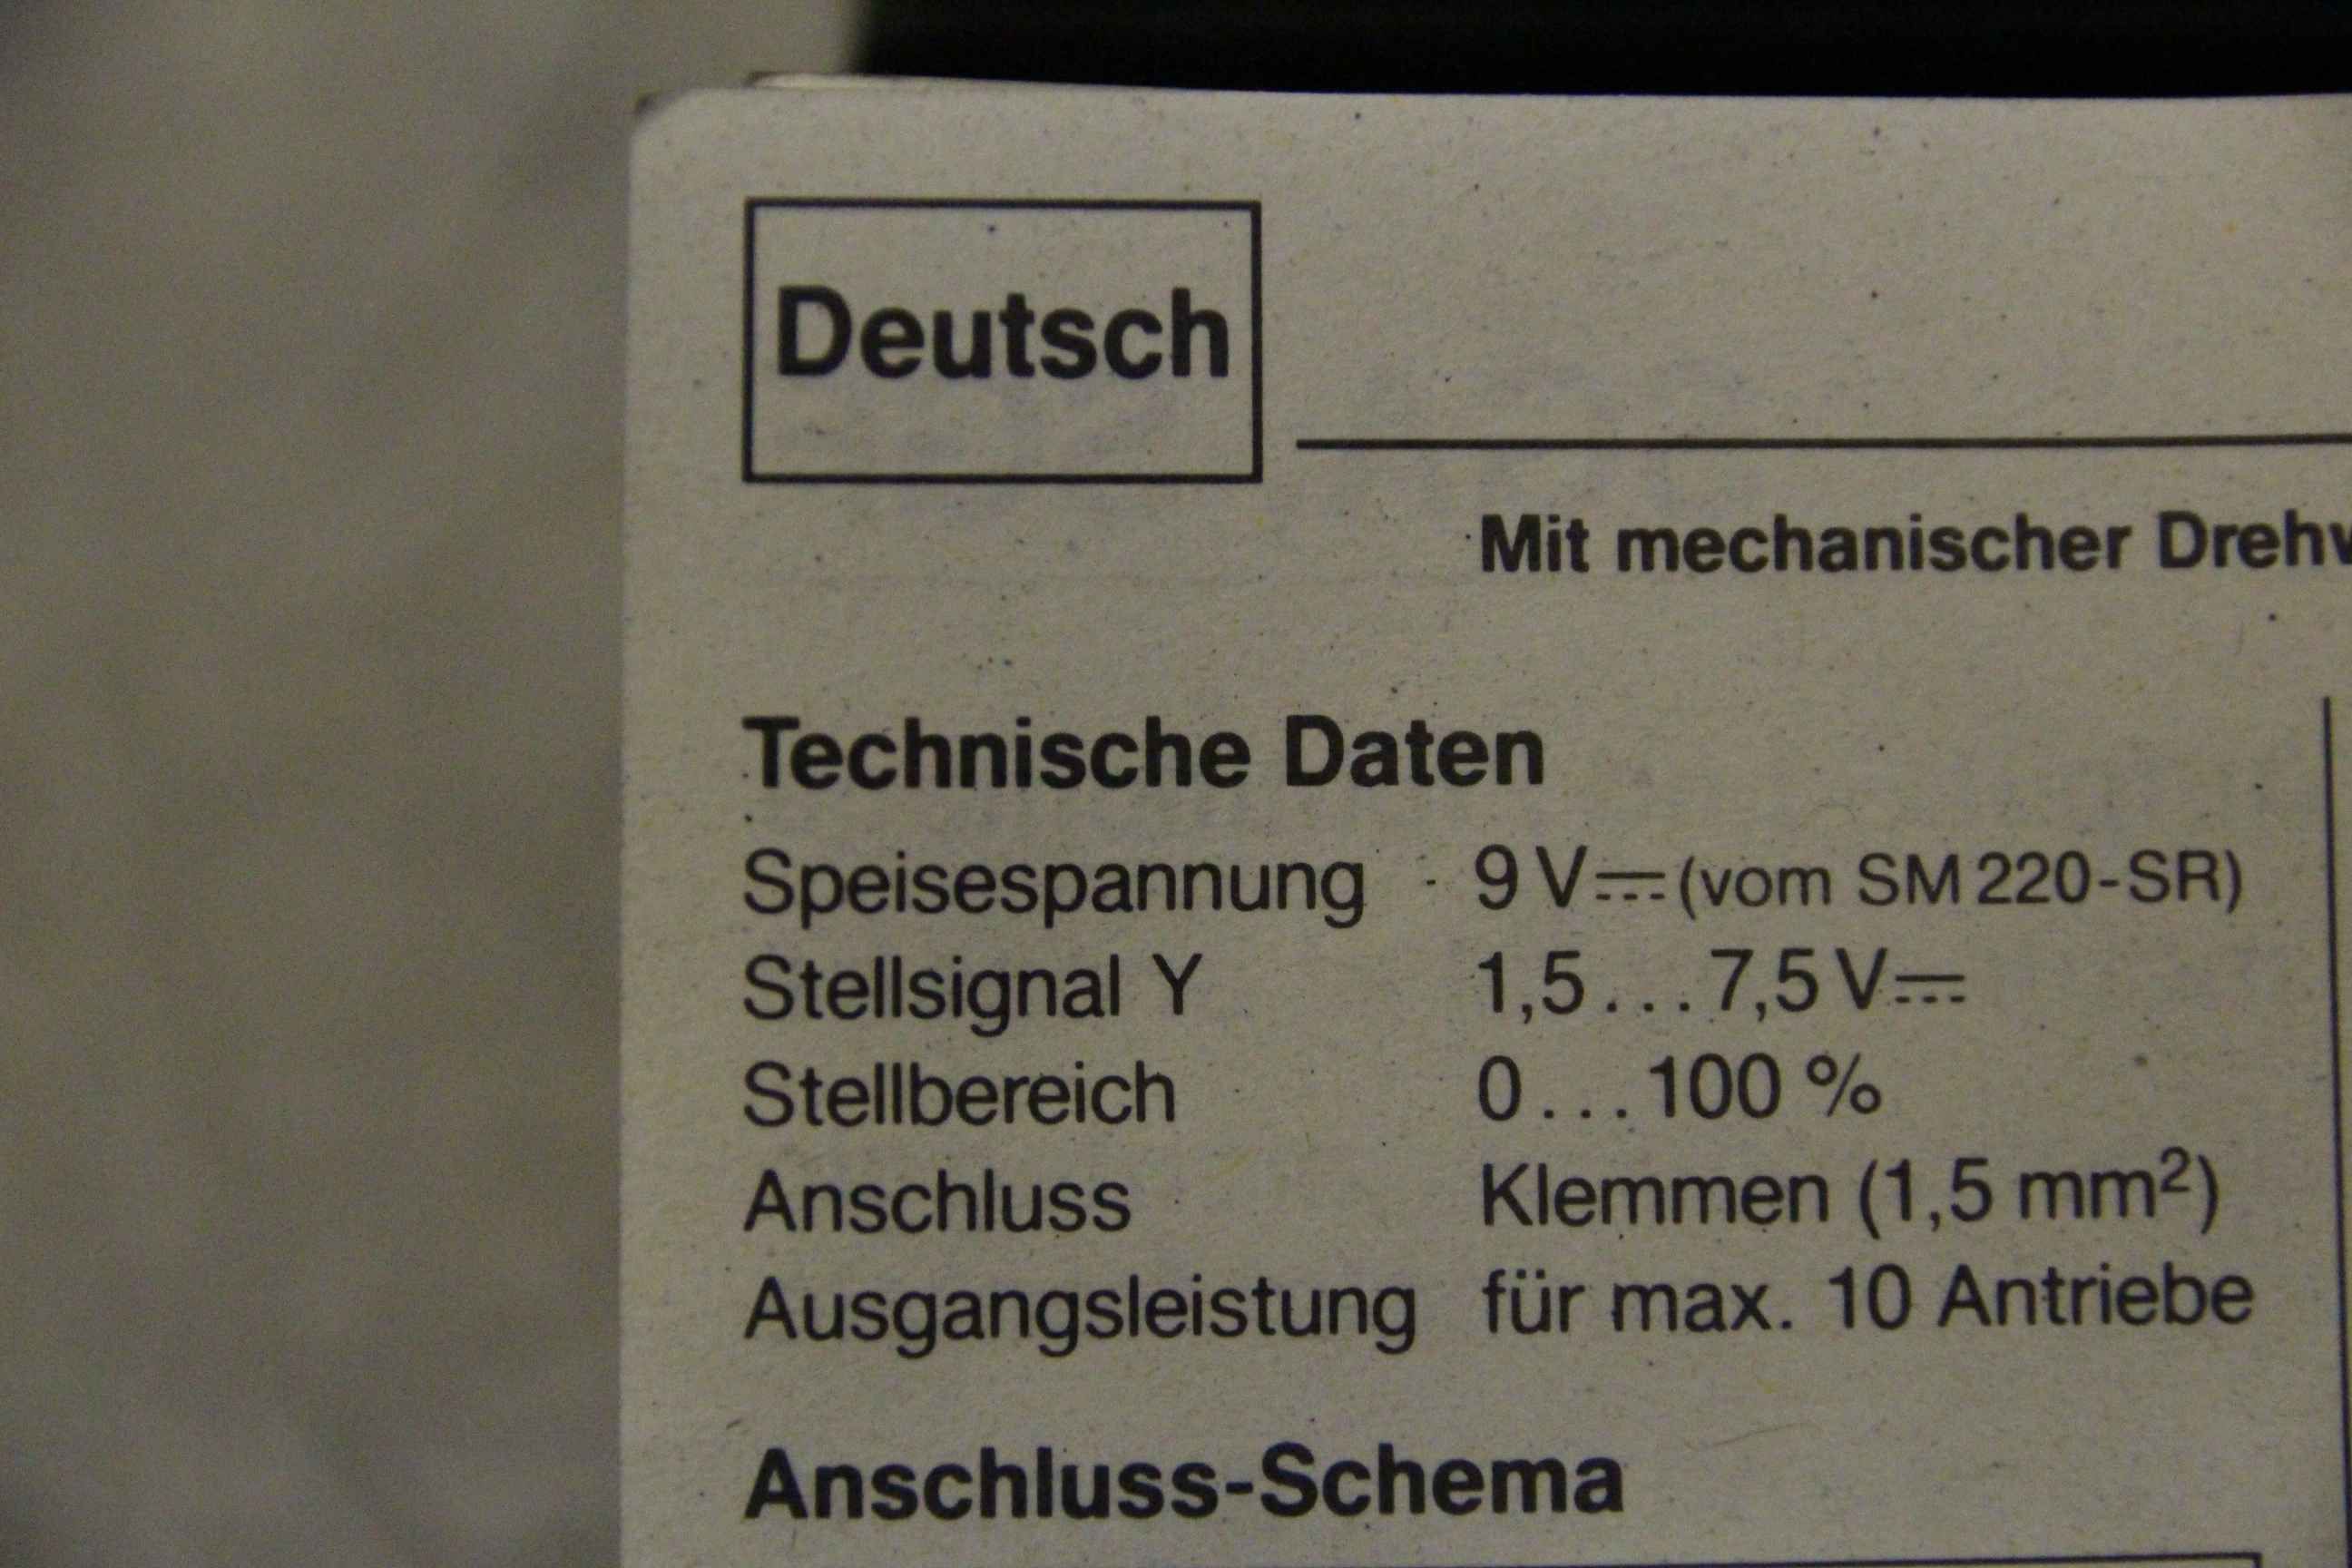 Deutsch
Mit mechanischer
Technische Daten
Speisespannung 9 V⎓ (vom SM 220-SR)
Stellsignal Y 1,5...7,5 V⎓
Stellbereich 0...100 %
Anschluss Klemmen (1,5 mm²)
Ausgangsleistung für max. 10 Antriebe
Anschluss-Schema